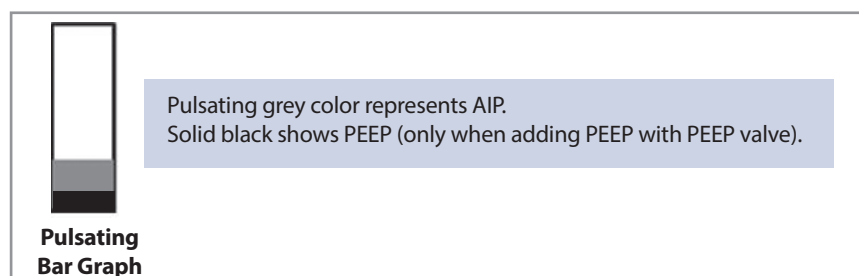 Pulsating grey color represents AIP.
Solid black shows PEEP (only when adding PEEP with PEEP valve).
Pulsating
Bar Graph